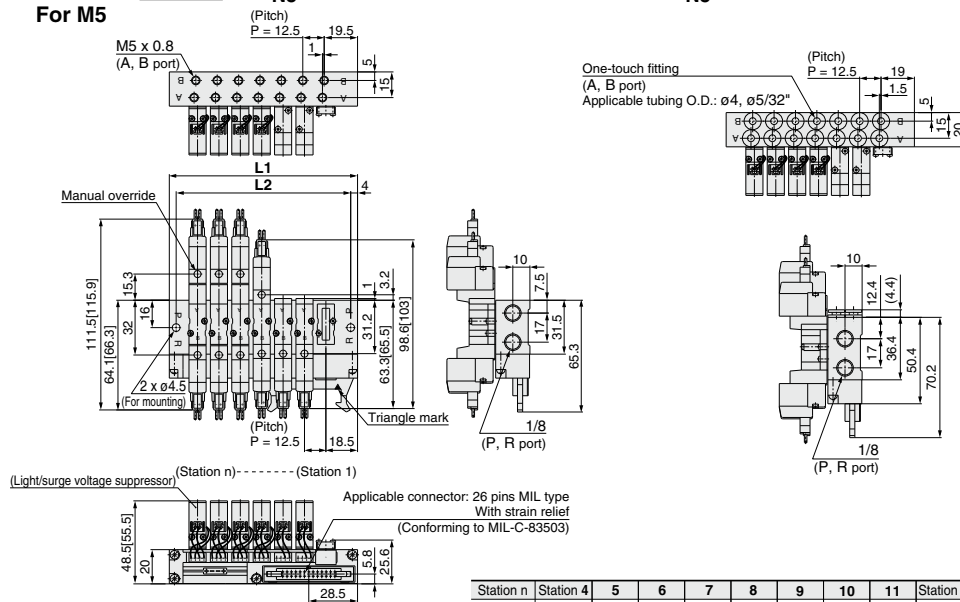 For M5
(Pitch)
P = 12.5
19.5
1
M5 x 0.8
(A, B port)
5
15
B
B
A
A
L1
L2
4
Manual override
111.5[115.9]
64.1[66.3]
15.3
16
32
P
R
P
R
1
3.2
31.2
63.3[65.5]
98.6[103]
2 x ø4.5
(For mounting)
Triangle mark
(Pitch)
P = 12.5
18.5
(Station n)--------(Station 1)
(Light/surge voltage suppressor)
Applicable connector: 26 pins MIL type
With strain relief
(Conforming to MIL-C-83503)
48.5[55.5]
20
5.8
25.6
28.5
10
7.5
17
31.5
65.3
1/8
(P, R port)
One-touch fitting
(A, B port)
Applicable tubing O.D.: ø4, ø5/32"
(Pitch)
P = 12.5
19
1.5
5
15
20
B
B
A
A
10
12.4
(4.4)
17
36.4
50.4
70.2
1/8
(P, R port)
Station n Station 4 5 6 7 8 9 10 11 Station